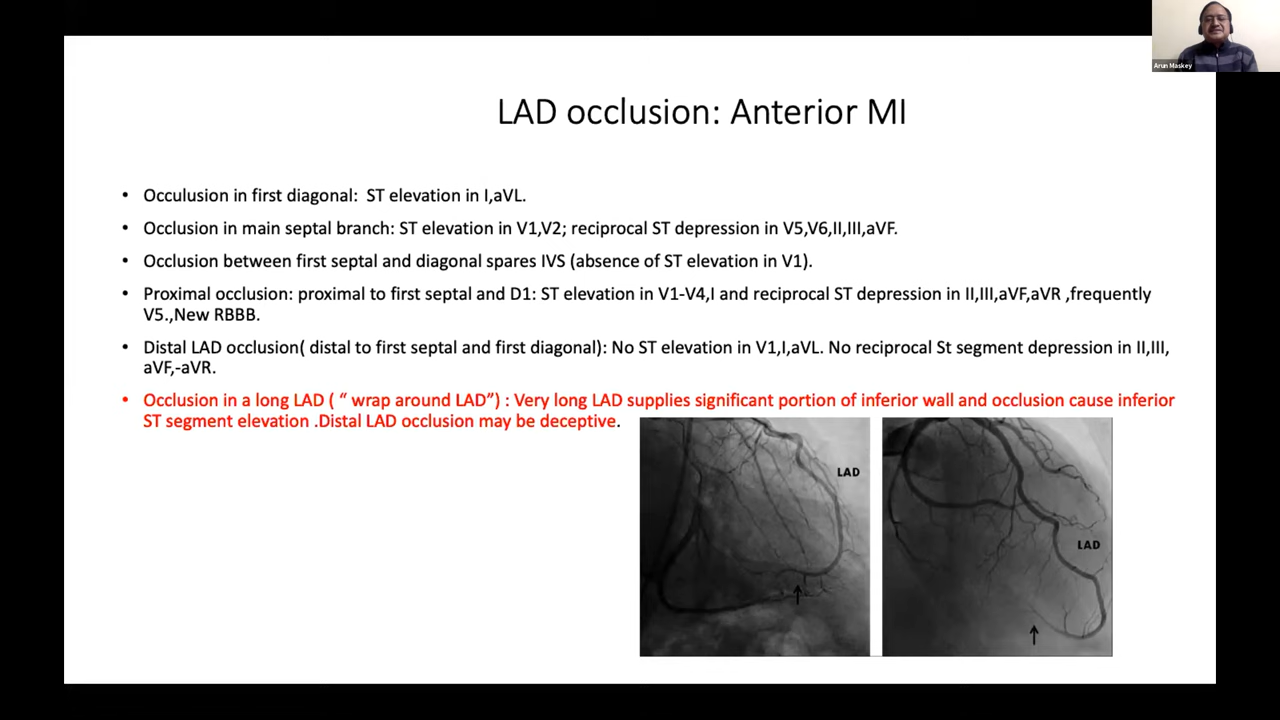 Arun Maskey
LAD occlusion: Anterior MI
• Occulusion in first diagonal:  ST elevation in I,aVL.
• Occlusion in main septal branch: ST elevation in V1,V2; reciprocal ST depression in V5,V6,II,III,aVF.
• Occlusion between first septal and diagonal spares IVS (absence of ST elevation in V1).
• Proximal occlusion: proximal to first septal and D1: ST elevation in V1-V4,I and reciprocal ST depression in II,III,aVF,aVR ,frequently
V5.,New RBBB.
• Distal LAD occlusion( distal to first septal and first diagonal): No ST elevation in V1,I,aVL. No reciprocal St segment depression in II,III,
aVF,-aVR.
• Occlusion in a long LAD ( “ wrap around LAD”) : Very long LAD supplies significant portion of inferior wall and occlusion cause inferior
ST segment elevation .Distal LAD occlusion may be deceptive.
LAD
LAD